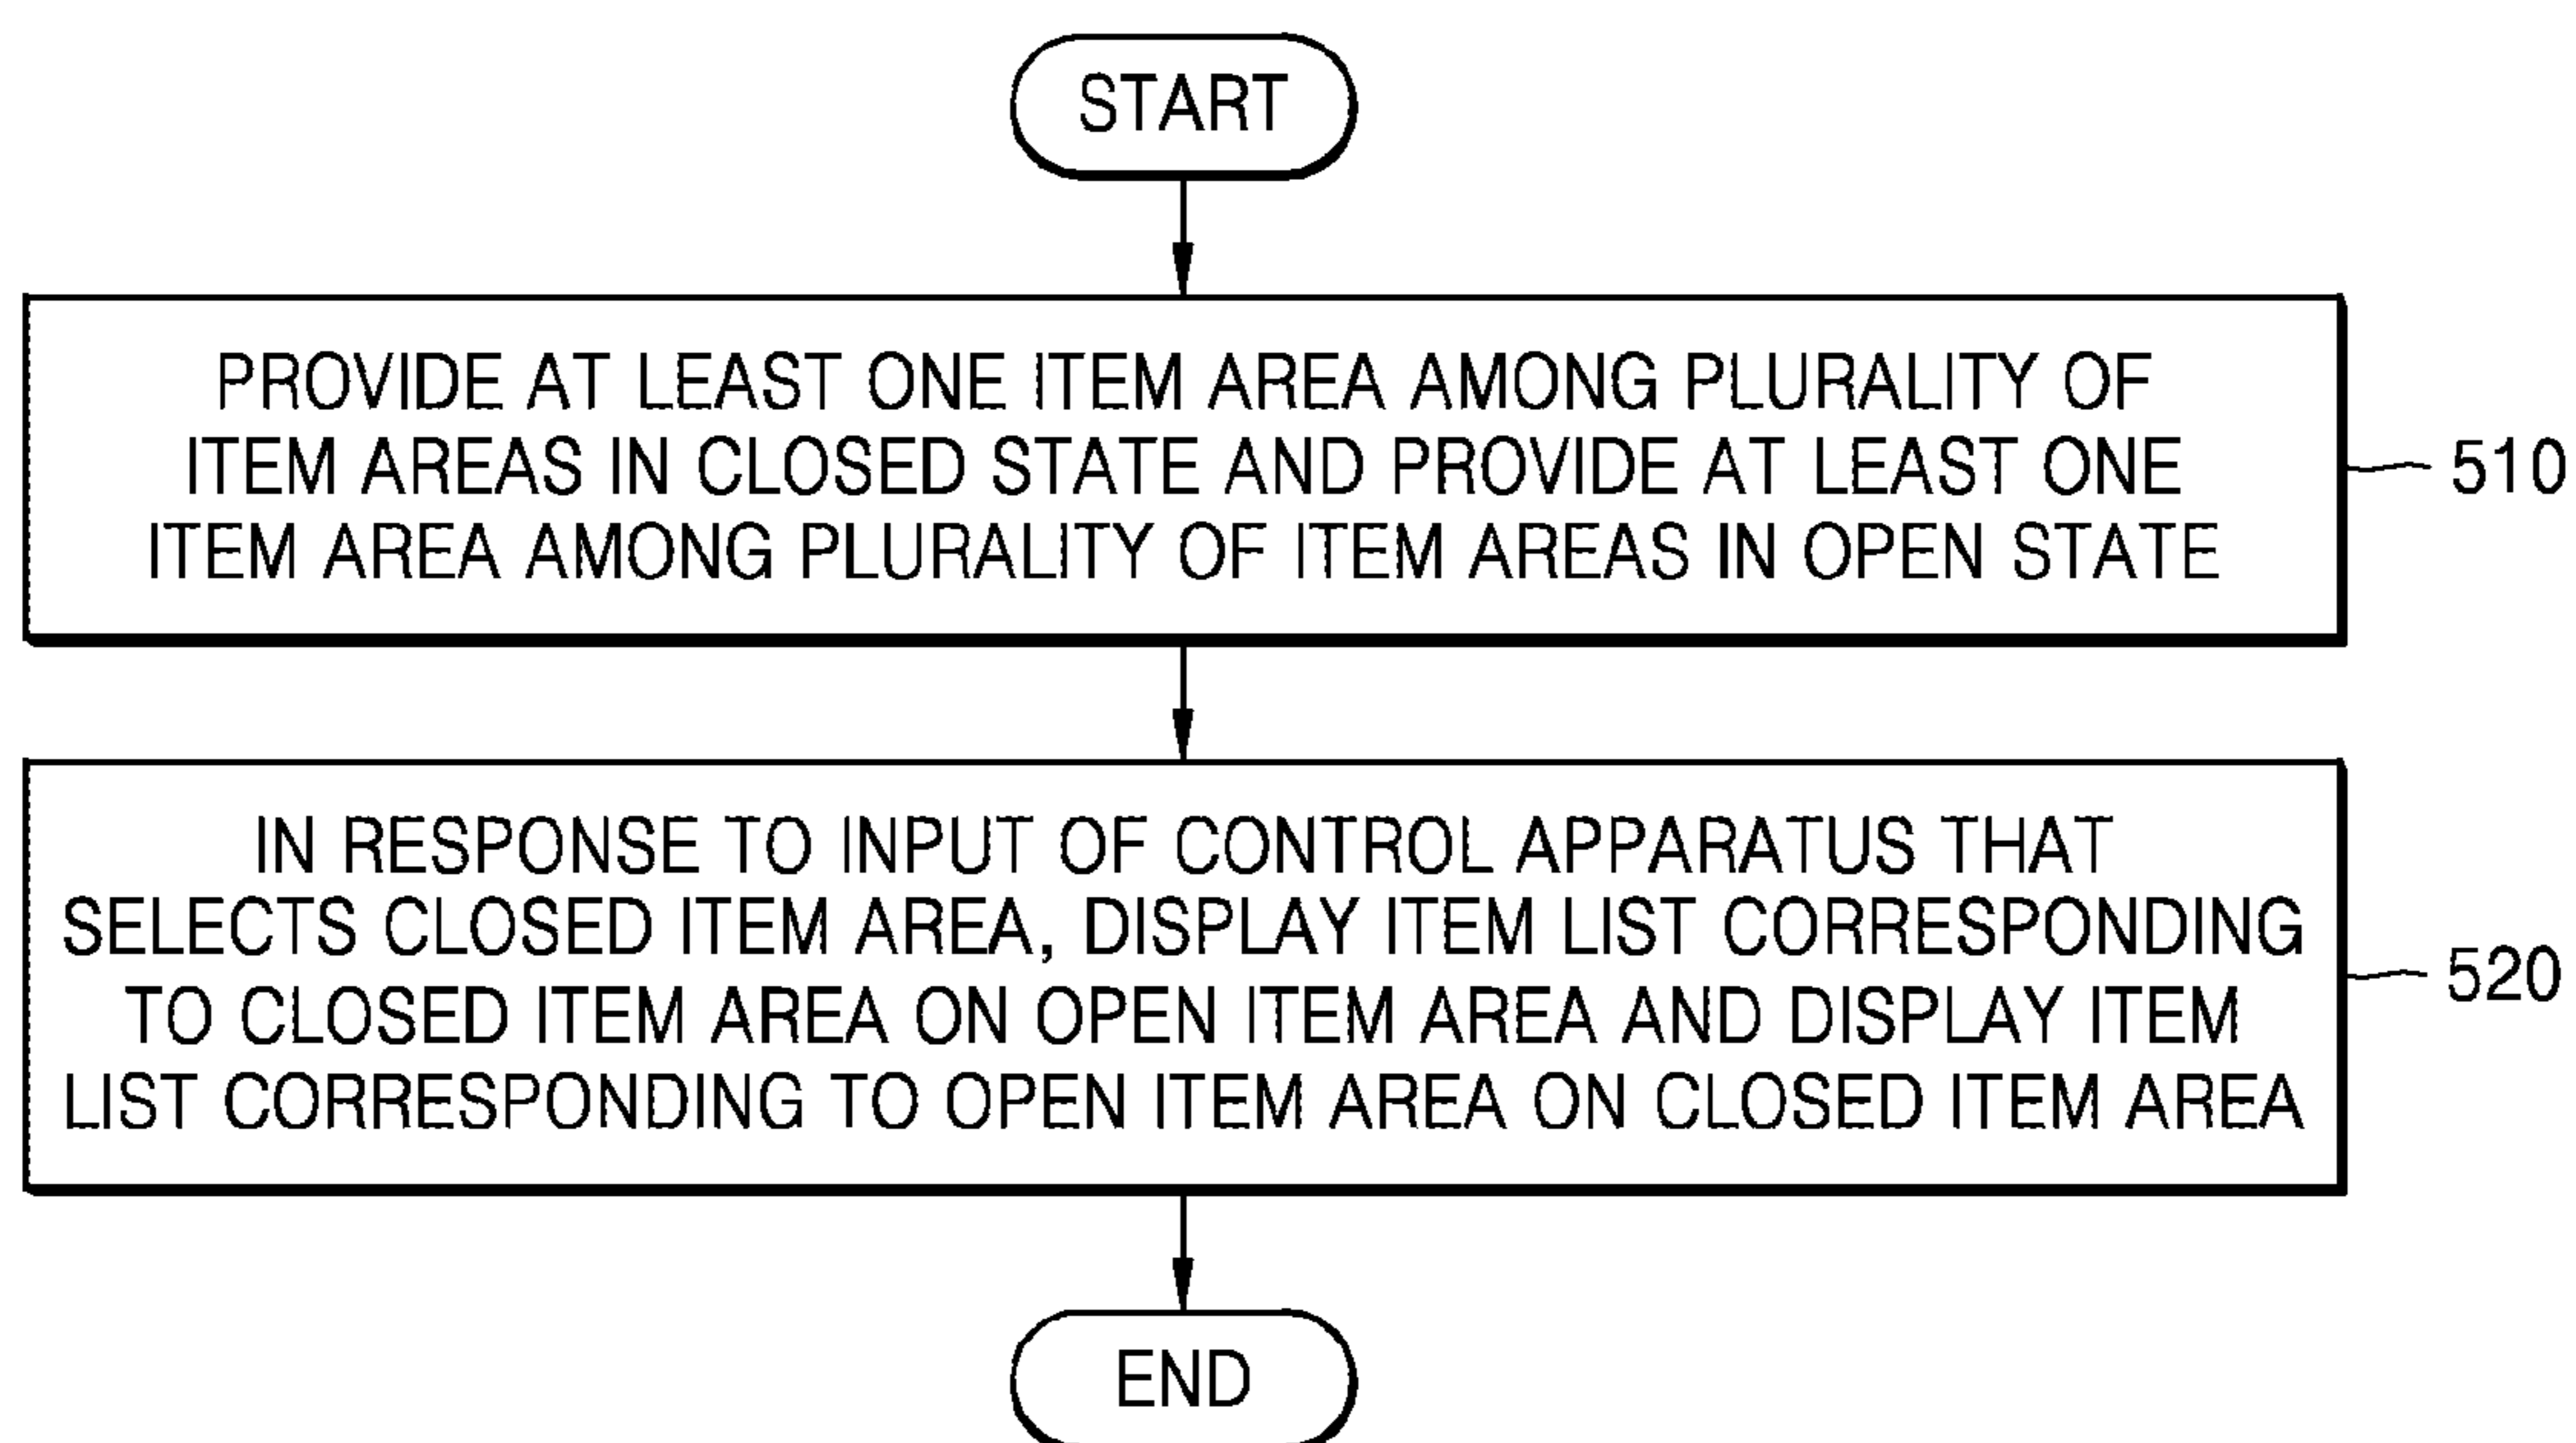 START
PROVIDE AT LEAST ONE ITEM AREA AMONG PLURALITY OF
ITEM AREAS IN CLOSED STATE AND PROVIDE AT LEAST ONE
ITEM AREA AMONG PLURALITY OF ITEM AREAS IN OPEN STATE
510
IN RESPONSE TO INPUT OF CONTROL APPARATUS THAT
SELECTS CLOSED ITEM AREA, DISPLAY ITEM LIST CORRESPONDING
TO CLOSED ITEM AREA ON OPEN ITEM AREA AND DISPLAY ITEM
LIST CORRESPONDING TO OPEN ITEM AREA ON CLOSED ITEM AREA
520
END